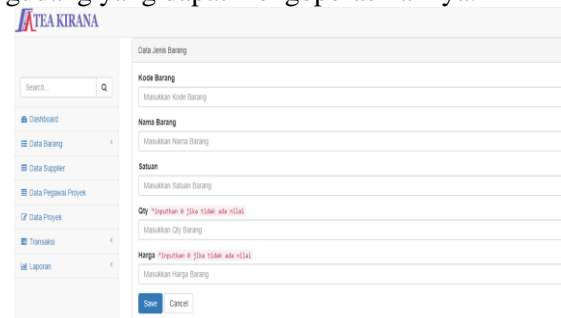 TEA KIRANA
Data Jenis Barang
Search...
Dashboard
Data Barang
Data Supplier
Data Pegawai Proyek
Data Proyek
Transaksi
Laporan
Kode Barang
Masukkan Kode Barang
Nama Barang
Masukkan Nama Barang
Satuan
Masukkan Satuan Barang
Qty *inputkan 0 jika tidak ada nilai
Masukkan Qty Barang
Harga *inputkan 0 jika tidak ada nilai
Masukkan Harga Barang
Save Cancel